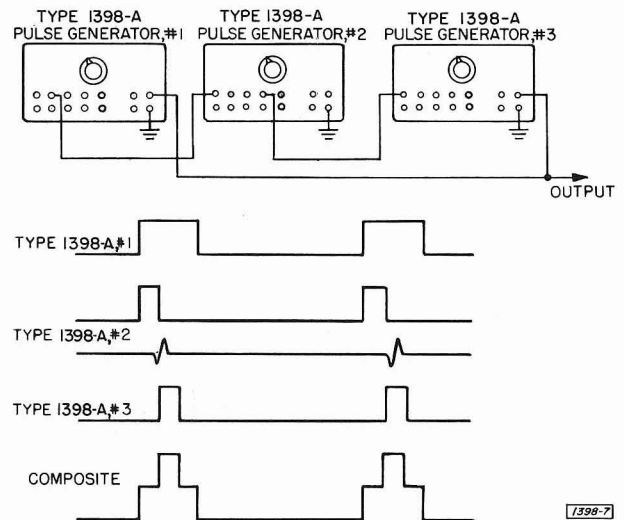 TYPE 1398-A
PULSE GENERATOR,#1
TYPE 1398-A
PULSE GENERATOR,#2
TYPE 1398-A
PULSE GENERATOR,#3
OUTPUT
TYPE 1398-A,#1
TYPE 1398-A,#2
TYPE 1398-A,#3
COMPOSITE
1398-7